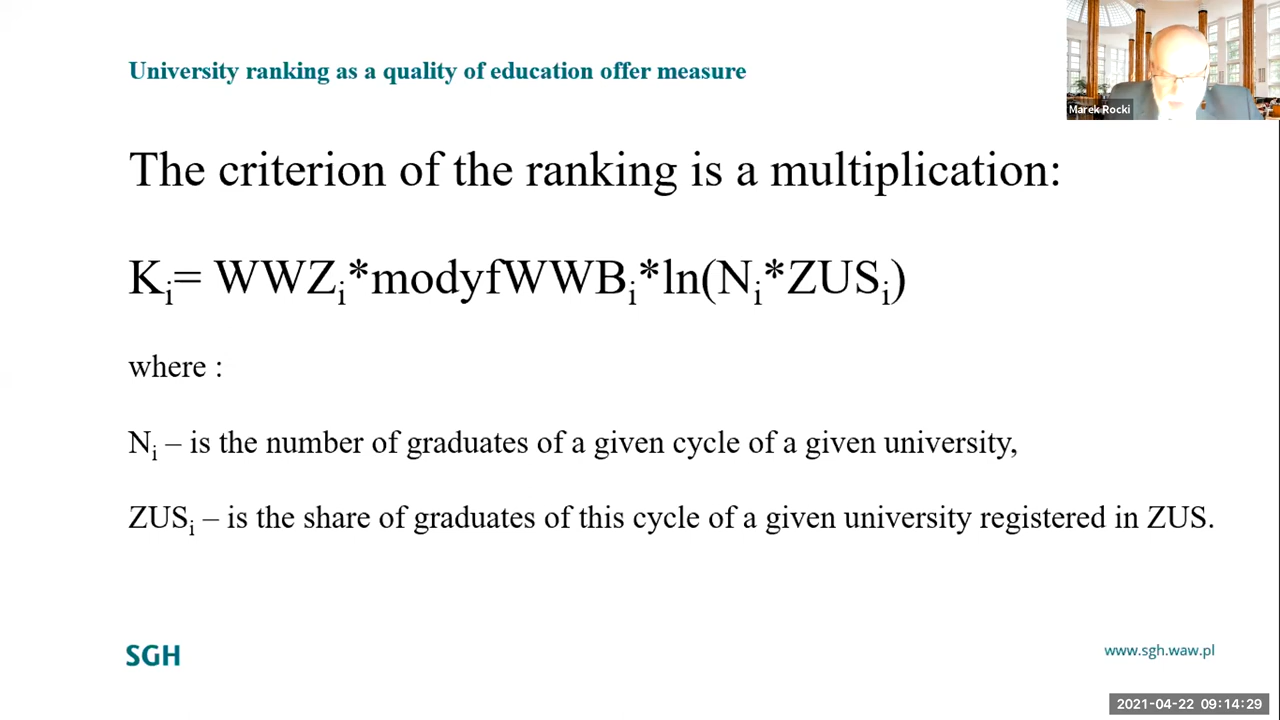 University ranking as a quality of education offer measure
Marek Rocki
The criterion of the ranking is a multiplication:
Kᵢ= WWZᵢ*modyfWWBᵢ*ln(Nᵢ*ZUSᵢ)
where :
Nᵢ – is the number of graduates of a given cycle of a given university,
ZUSᵢ – is the share of graduates of this cycle of a given university registered in ZUS.
SGH
www.sgh.waw.pl
2021-04-22 09:14:29